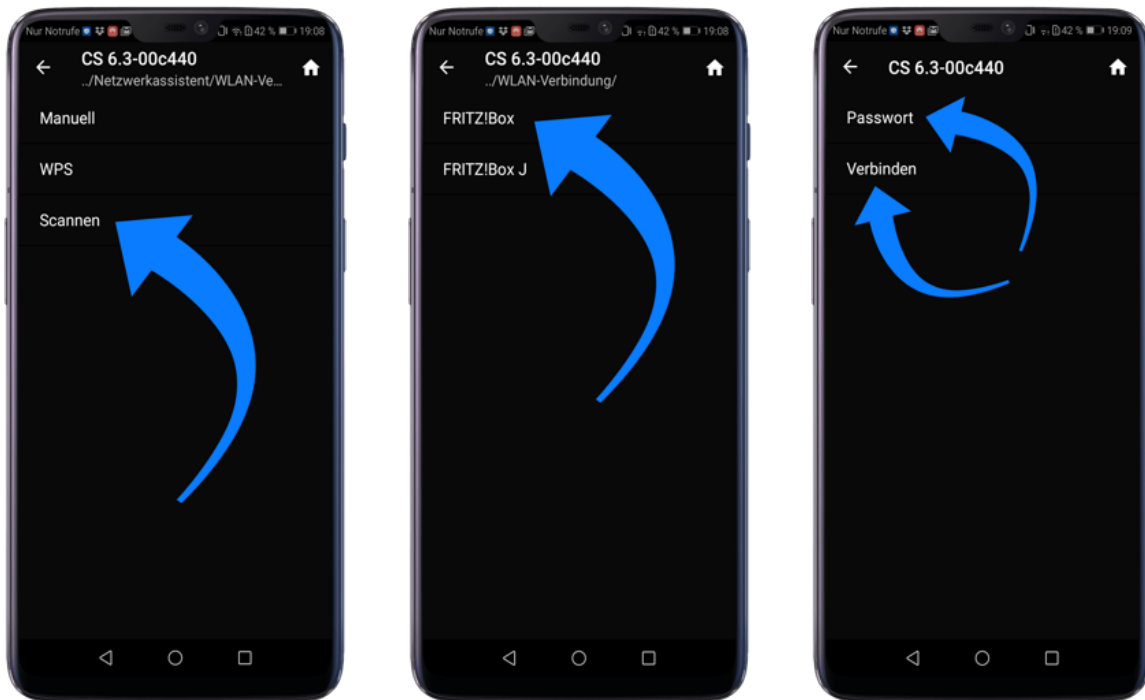 Nur Notrufe 42 % 19:08
CS 6.3-00c440
../Netzwerkassistent/WLAN-Ve...
Manuell
WPS
Scannen
Nur Notrufe 42 % 19:08
CS 6.3-00c440
../WLAN-Verbindung/
FRITZ!Box
FRITZ!Box J
Nur Notrufe 42 % 19:09
CS 6.3-00c440
Passwort
Verbinden